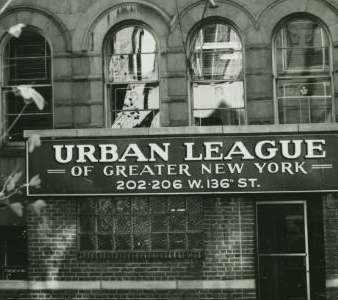 URBAN LEAGUE
= OF GREATER NEW YORK =
202-206 W. 136TH ST.